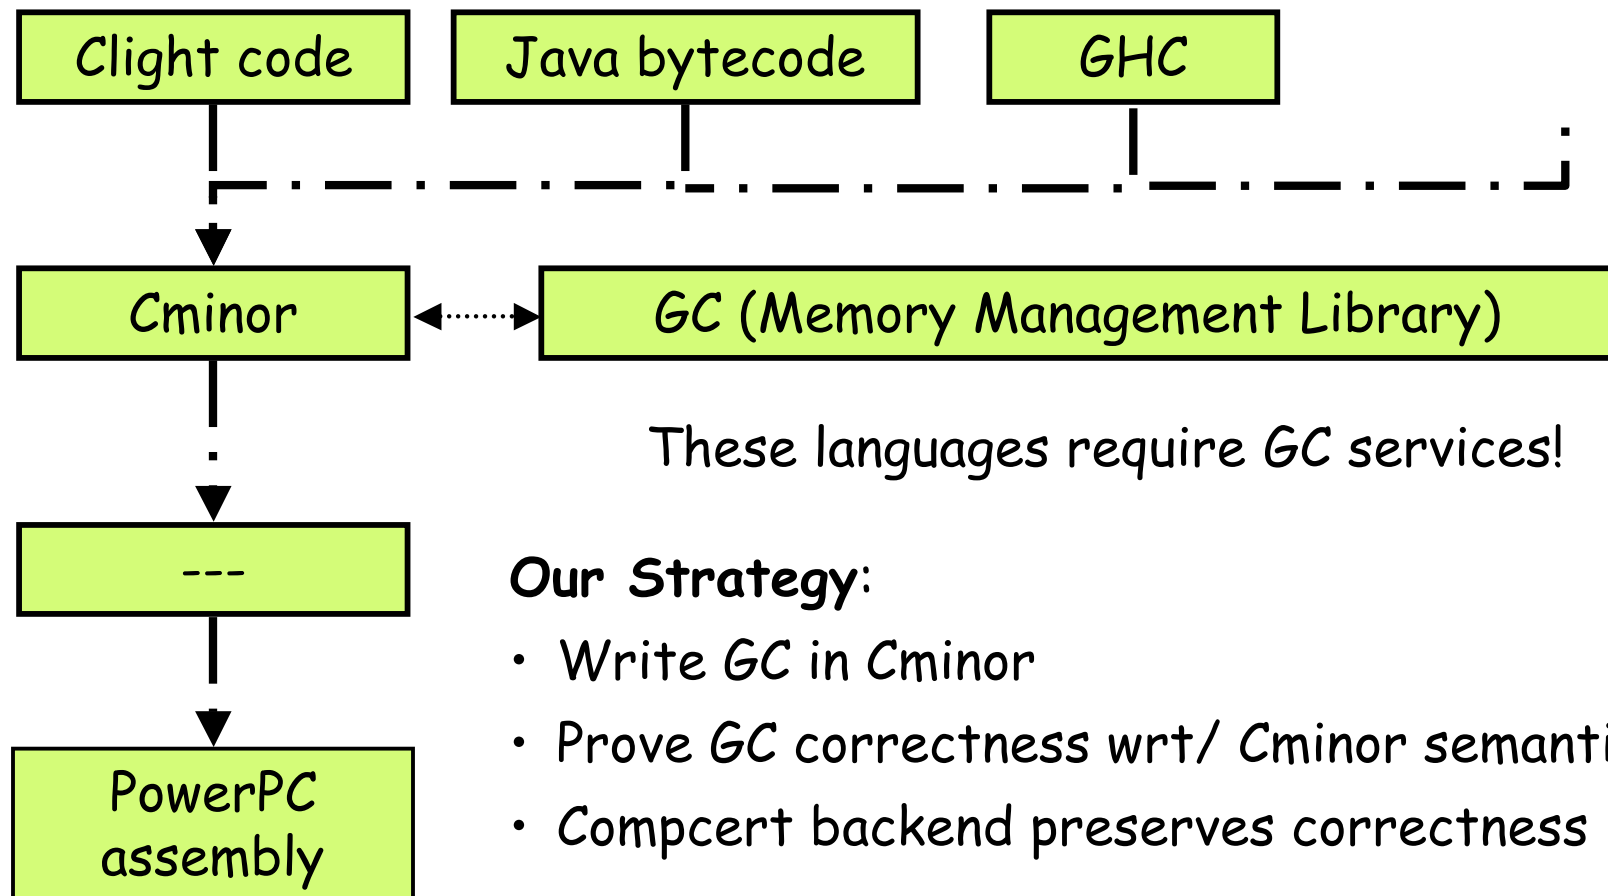 Clight code
Java bytecode
GHC
Cminor
GC (Memory Management Library)
These languages require GC services!
---
Our Strategy:
• Write GC in Cminor
• Prove GC correctness wrt/ Cminor semanti
• Compcert backend preserves correctness
PowerPC
assembly